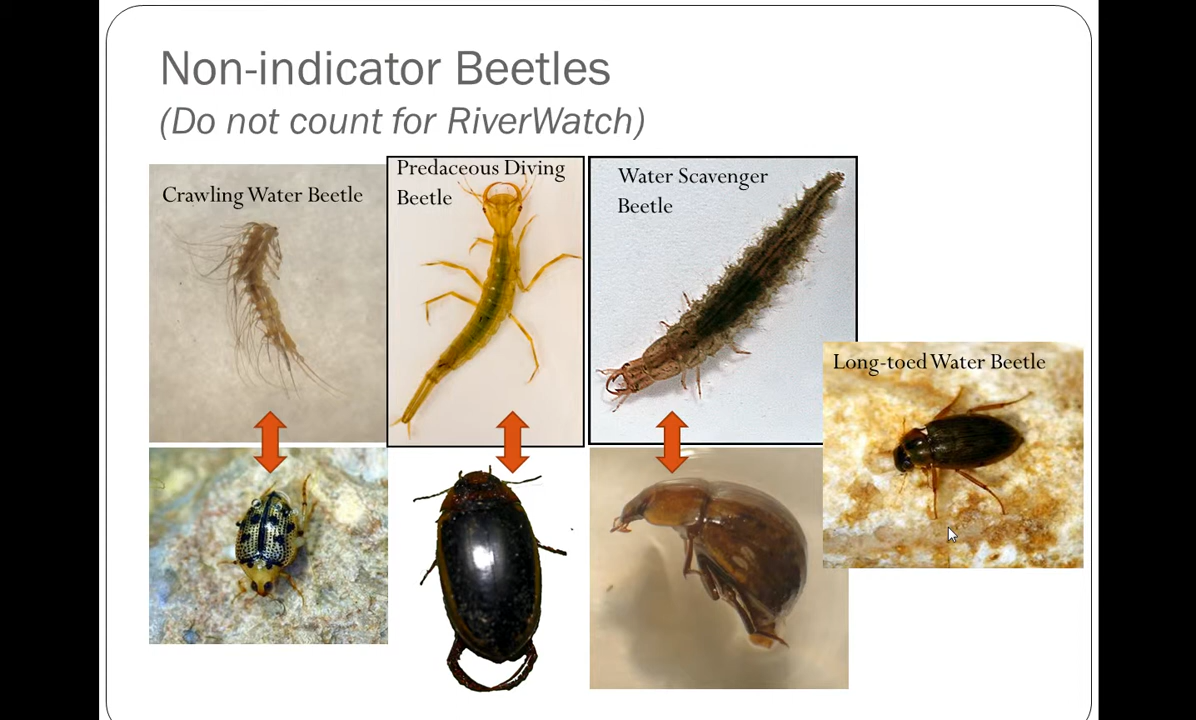 Non-indicator Beetles
(Do not count for RiverWatch)
Crawling Water Beetle
Predaceous Diving
Beetle
Water Scavenger
Beetle
Long-toed Water Beetle